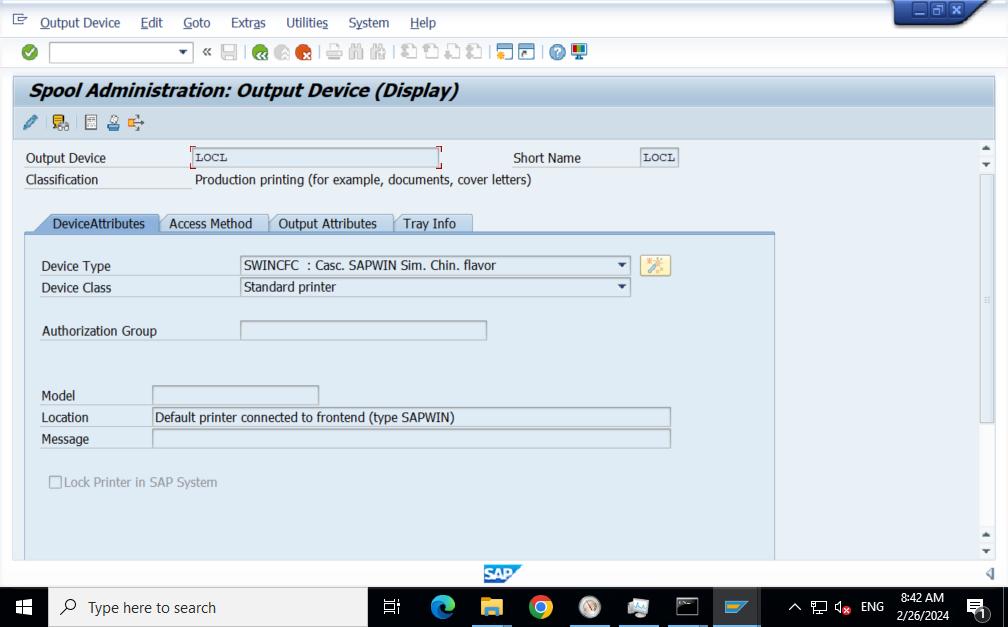 Output Device Edit Goto Extras Utilities System Help
Spool Administration: Output Device (Display)
Output Device LOCL Short Name LOCL
Classification Production printing (for example, documents, cover letters)
DeviceAttributes Access Method Output Attributes Tray Info
Device Type SWINCFC : Casc. SAPWIN Sim. Chin. flavor
Device Class Standard printer
Authorization Group
Model
Location Default printer connected to frontend (type SAPWIN)
Message
Lock Printer in SAP System
SAP
Type here to search ENG 8:42 AM
2/26/2024 1